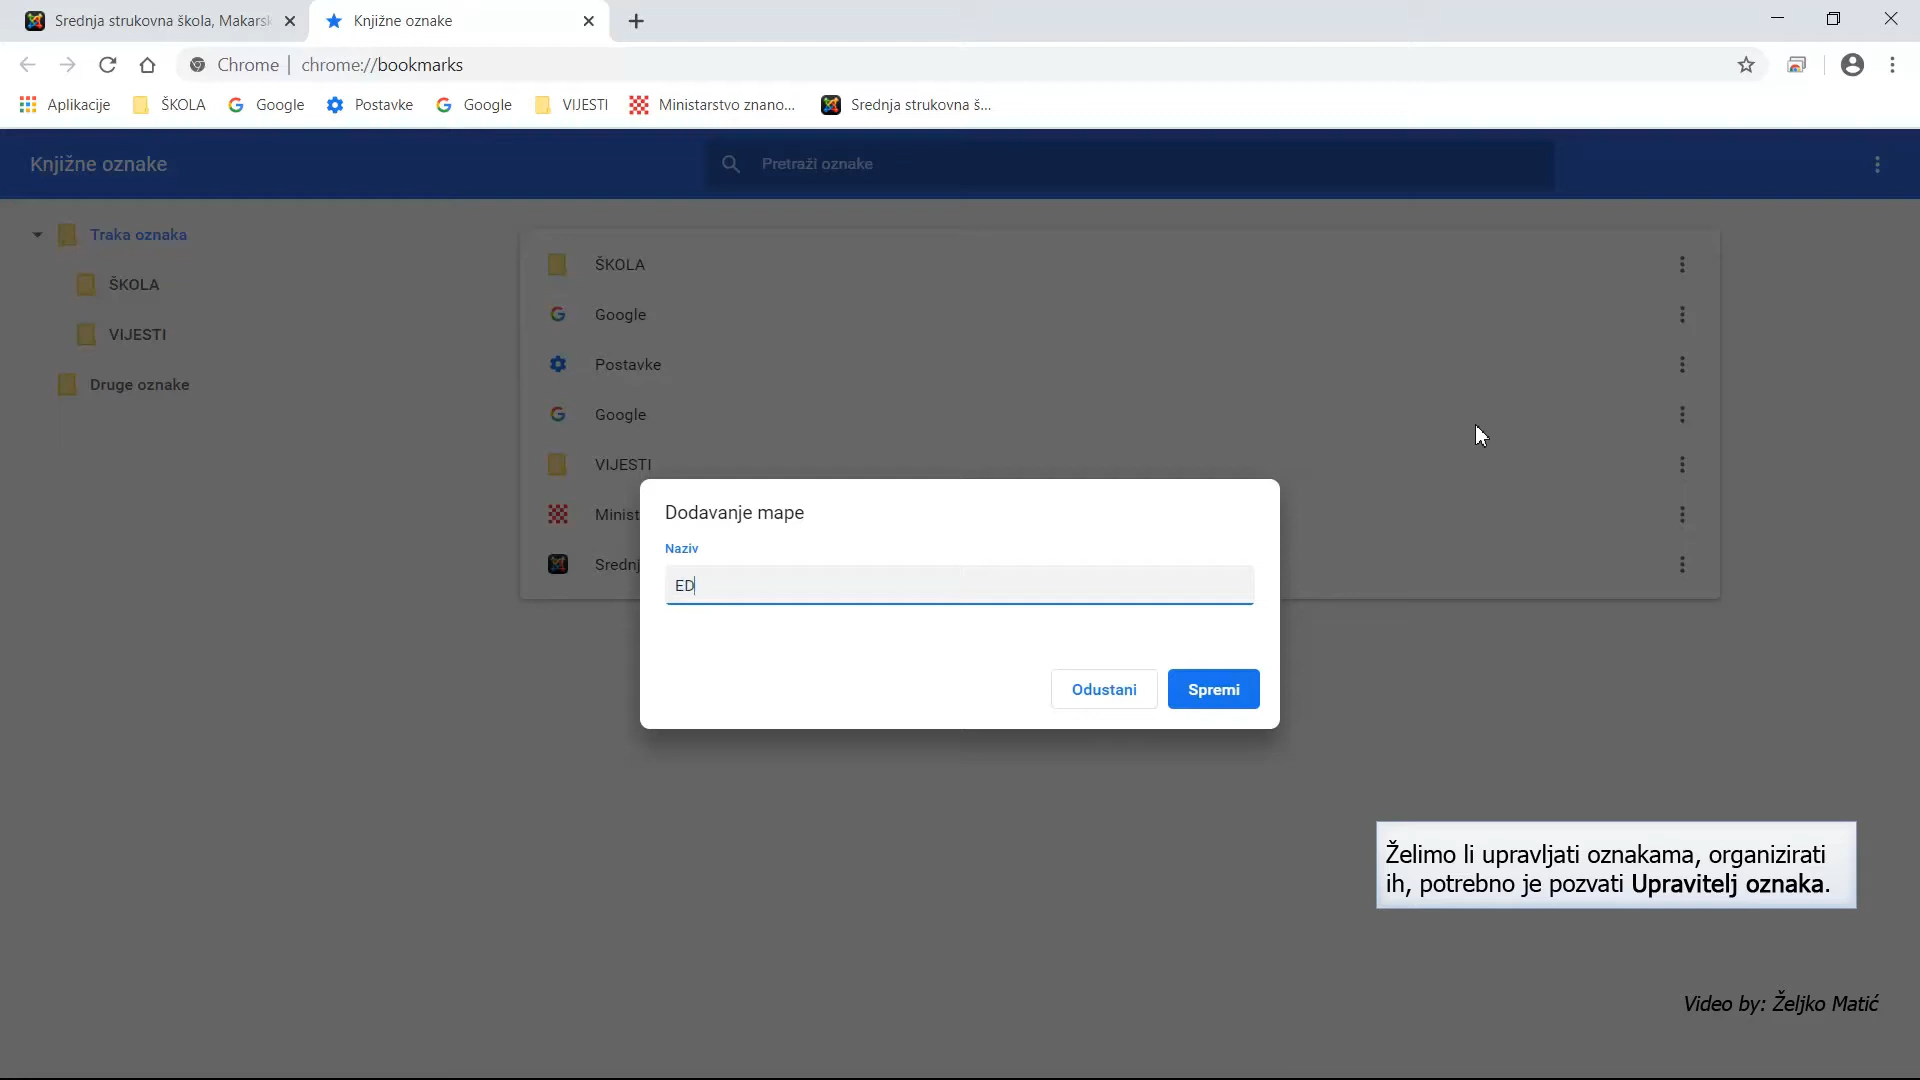 Srednja strukovna škola, Makarsk
Knjižne oznake
Chrome | chrome://bookmarks
Aplikacije
ŠKOLA
Google
Postavke
Google
VIJESTI
Ministarstvo znano...
Srednja strukovna š...
Knjižne oznake
Pretraži oznake
Traka oznaka
ŠKOLA
VIJESTI
Druge oznake
ŠKOLA
Google
Postavke
Google
VIJESTI
Minist
Srednj
Dodavanje mape
Naziv
ED
Odustani
Spremi
Želimo li upravljati oznakama, organizirati
ih, potrebno je pozvati Upravitelj oznaka.
Video by: Željko Matić